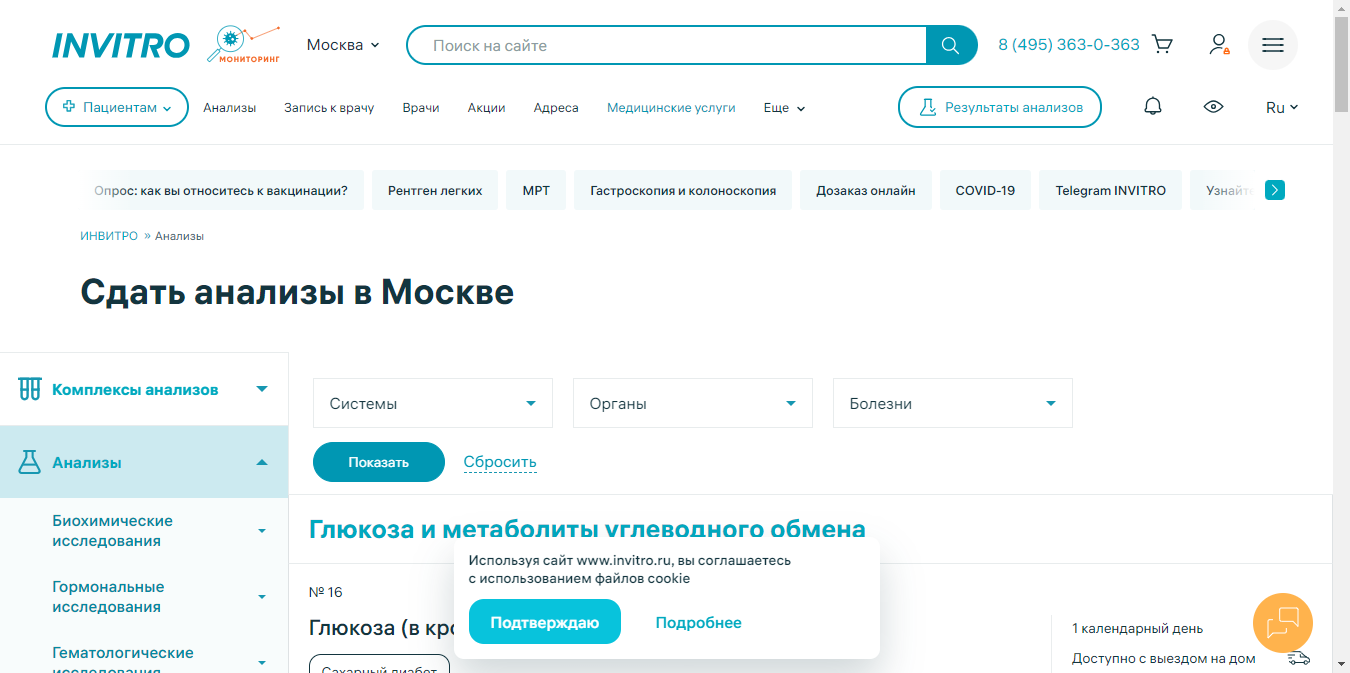 INVITRO
МОНИТОРИНГ
Москва
Поиск на сайте
8 (495) 363-0-363
Пациентам
Анализы
Запись к врачу
Врачи
Акции
Адреса
Медицинские услуги
Еще
Результаты анализов
Ru
Опрос: как вы относитесь к вакцинации?
Рентген легких
МРТ
Гастроскопия и колоноскопия
Дозаказ онлайн
COVID-19
Telegram INVITRO
Узнайте
ИНВИТРО » Анализы
Сдать анализы в Москве
Комплексы анализов
Анализы
Биохимические
исследования
Гормональные
исследования
Гематологические
исследования
Системы
Органы
Болезни
Показать
Сбросить
Глюкоза и метаболиты углеводного обмена
№ 16
Глюкоза (в кро
Сахарный диабет
1 календарный день
Доступно с выездом на дом
Используя сайт www.invitro.ru, вы соглашаетесь
с использованием файлов cookie
Подтверждаю
Подробнее